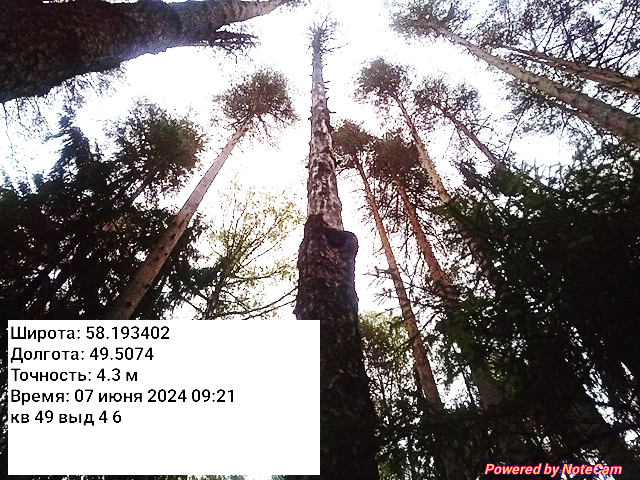 Широта: 58.193402
Долгота: 49.5074
Точность: 4.3 м
Время: 07 июня 2024 09:21
кв 49 выд 4 6
Powered by NoteCam